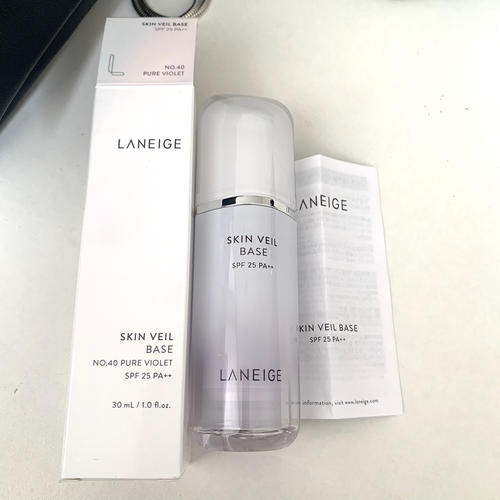 SKIN VEIL BASE
SPF 25 PA++
NO.40
PURE VIOLET
LANEIGE
SKIN VEIL
BASE
NO.40 PURE VIOLET
SPF 25 PA++
30 mL / 1.0 fl.oz.
SKIN VEIL
BASE
SPF 25 PA++
LANEIGE
ANEIGE
SKIN VEIL BASE
SPF 25 PA++
information, visit www.laneige.com